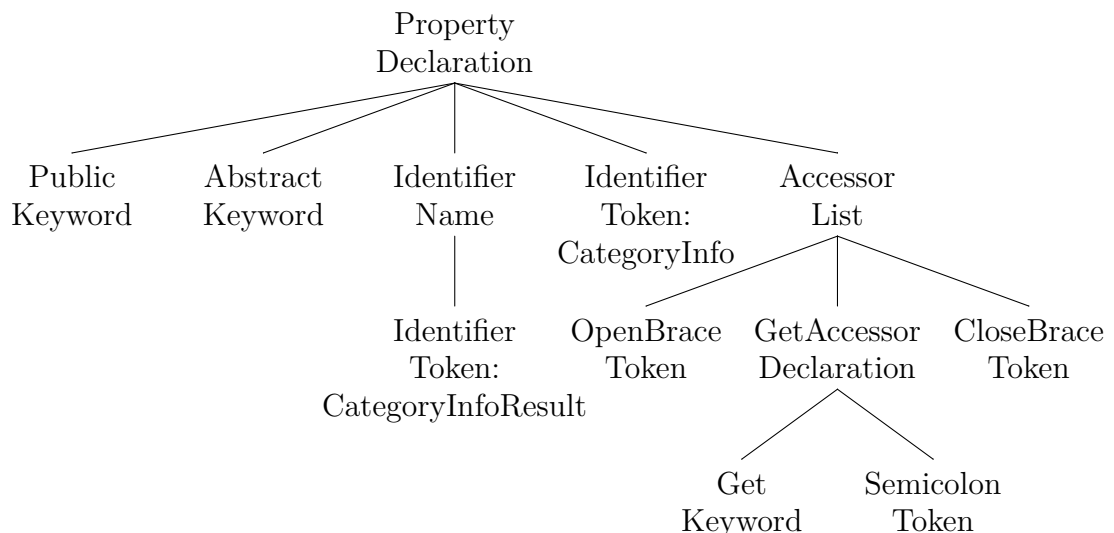 Property
Declaration
Public
Keyword
Abstract
Keyword
Identifier
Name
Identifier
Token:
CategoryInfo
Accessor
List
Identifier
Token:
CategoryInfoResult
OpenBrace
Token
GetAccessor
Declaration
CloseBrace
Token
Get
Keyword
Semicolon
Token